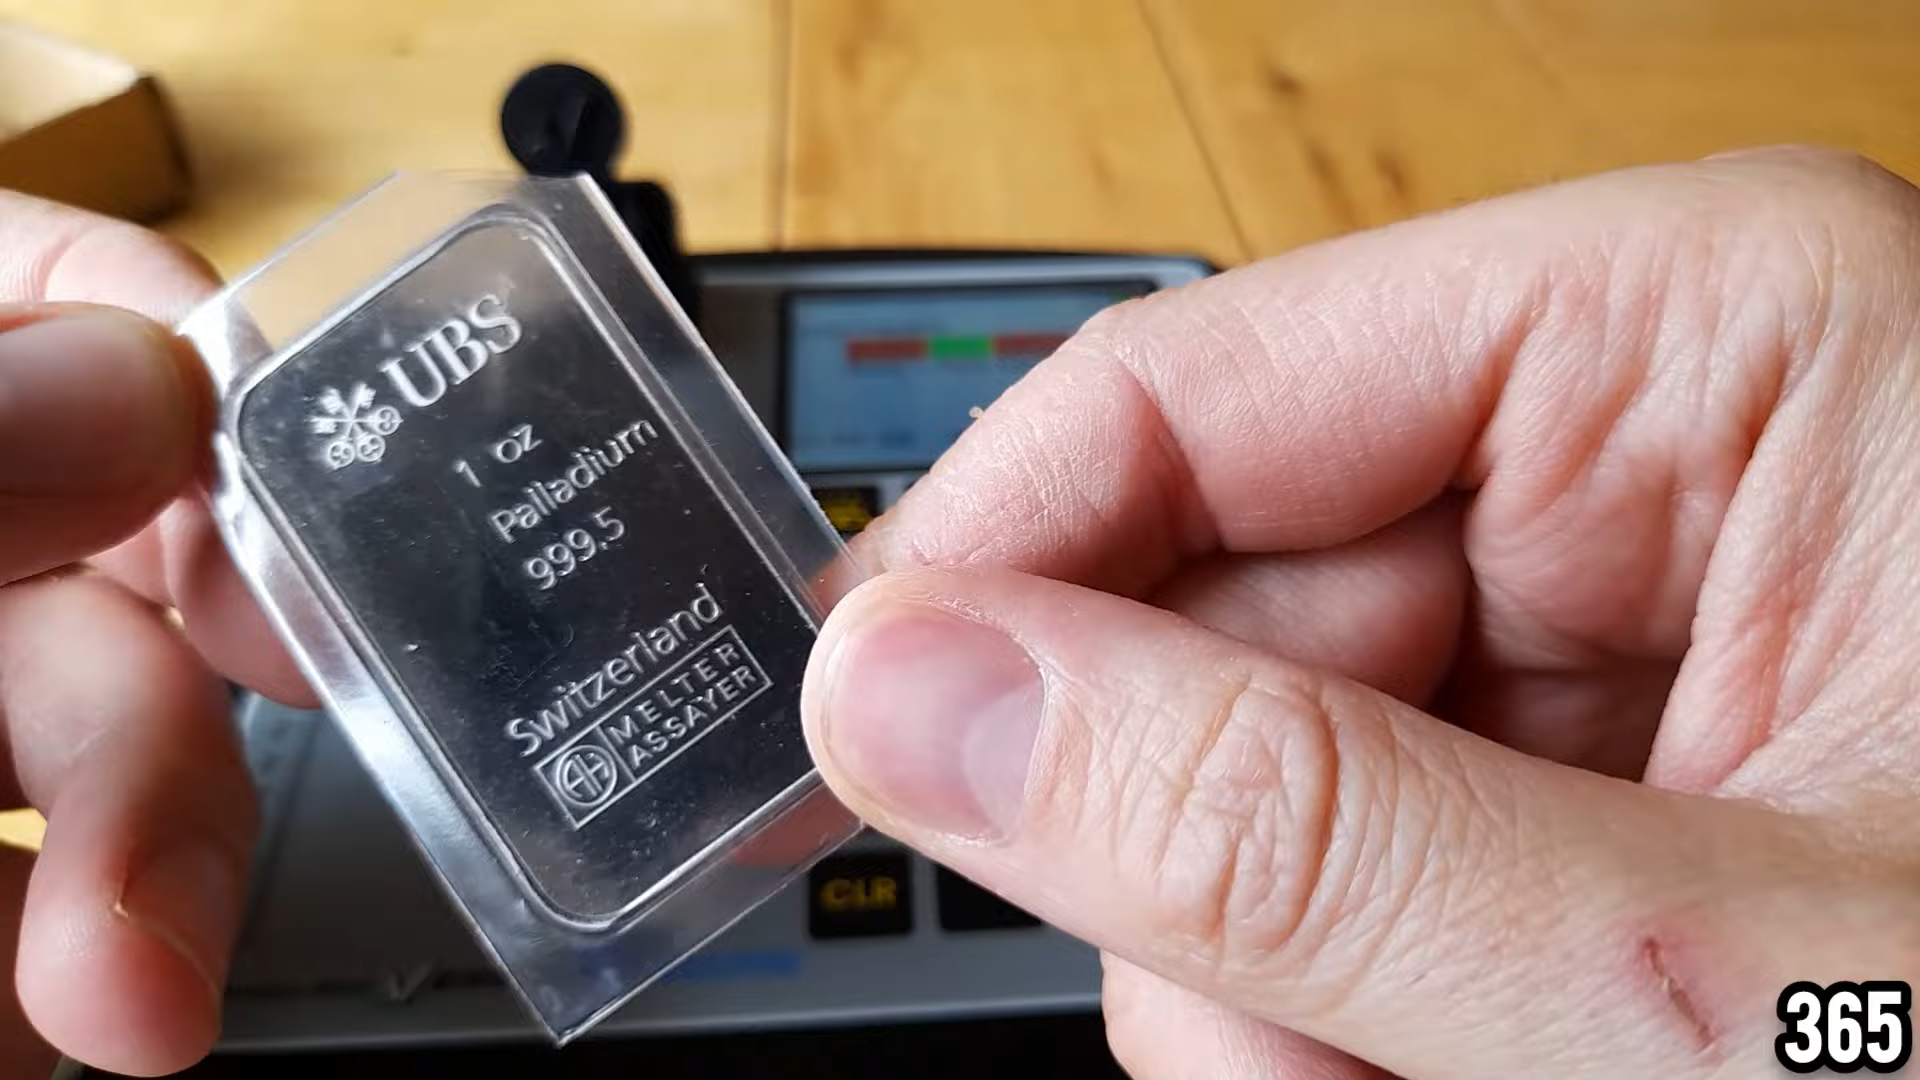 UBS
1 oz
Palladium
999.5
Switzerland
MELTER
ASSAYER
CLR
365